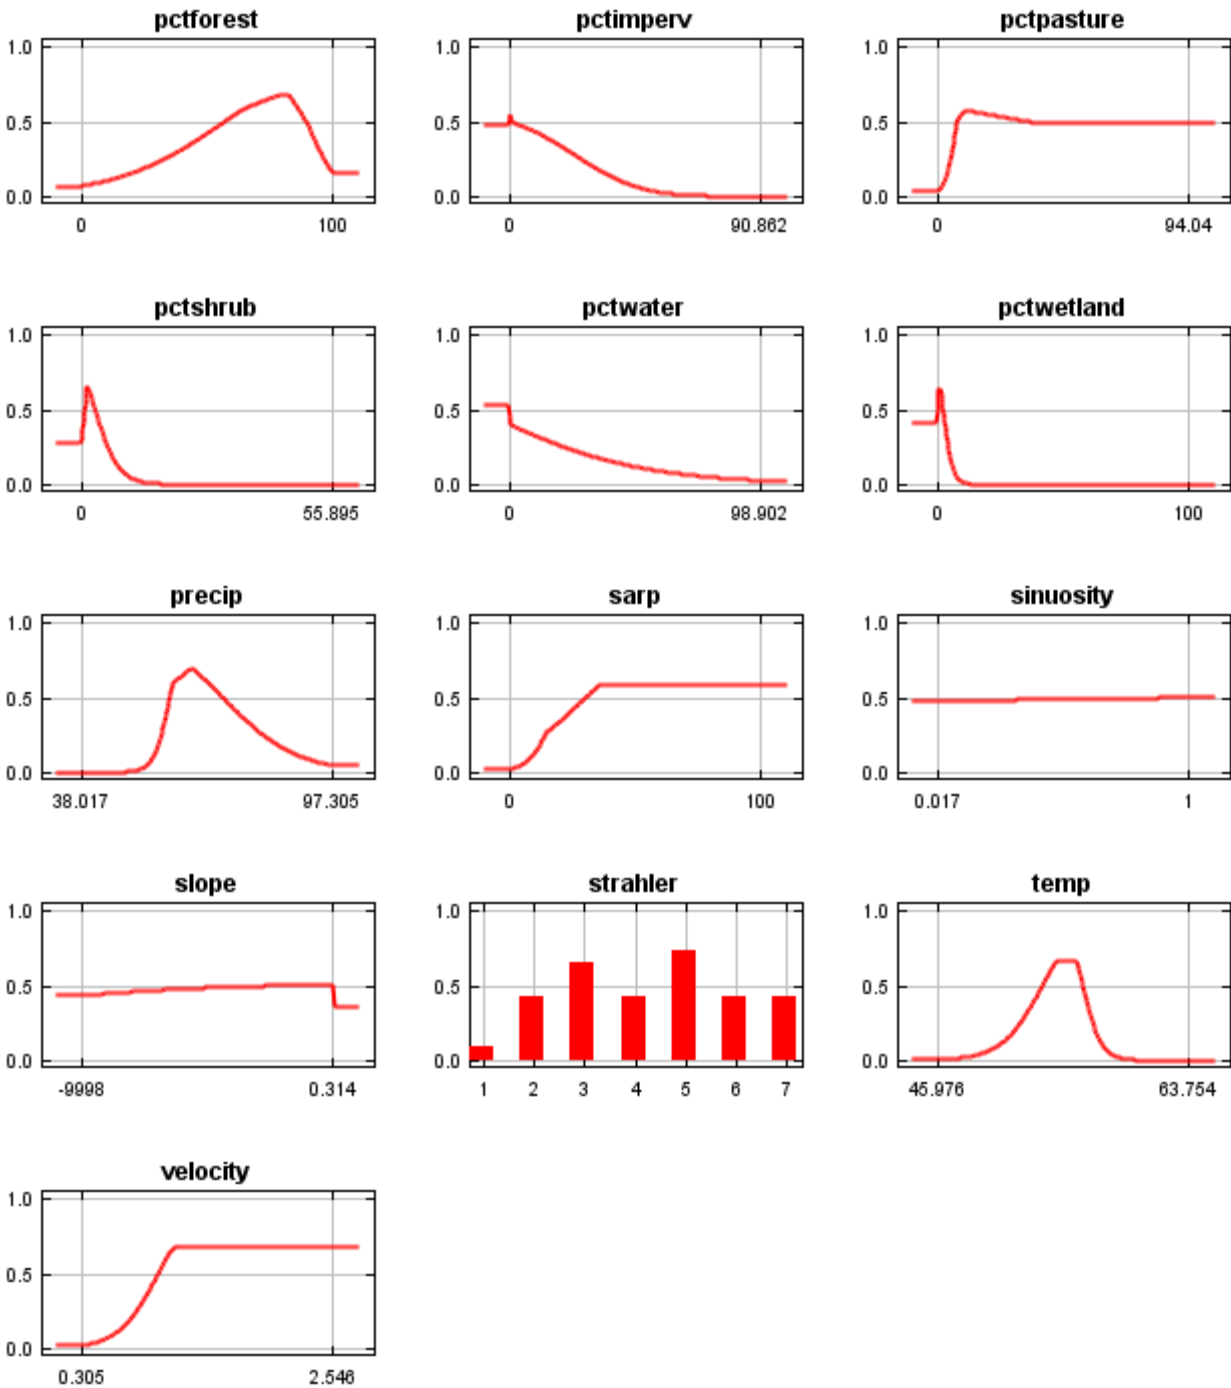 pctforest pctimperv pctpasture
1.0 1.0 1.0
0.5 0.5 0.5
0.0 0.0 0.0
0 100 0 90.862 0 94.04
pctshrub pctwater pctwetland
1.0 1.0 1.0
0.5 0.5 0.5
0.0 0.0 0.0
0 55.895 0 98.902 0 100
precip sarp sinuosity
1.0 1.0 1.0
0.5 0.5 0.5
0.0 0.0 0.0
38.017 97.305 0 100 0.017 1
slope strahler temp
1.0 1.0 1.0
0.5 0.5 0.5
0.0 0.0 0.0
-9998 0.314 1 2 3 4 5 6 7 45.976 63.754
velocity
1.0
0.5
0.0
0.305 2.546